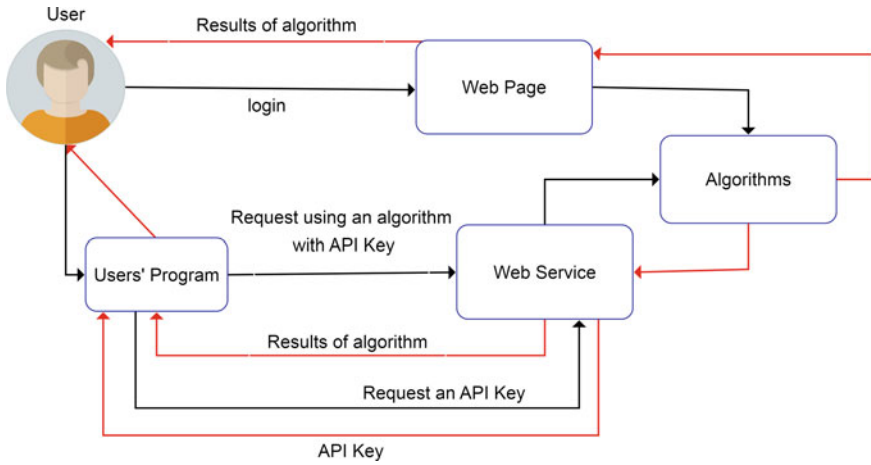 User
Results of algorithm
Web Page
login
Algorithms
Request using an algorithm
with API Key
Users' Program
Web Service
Results of algorithm
Request an API Key
API Key